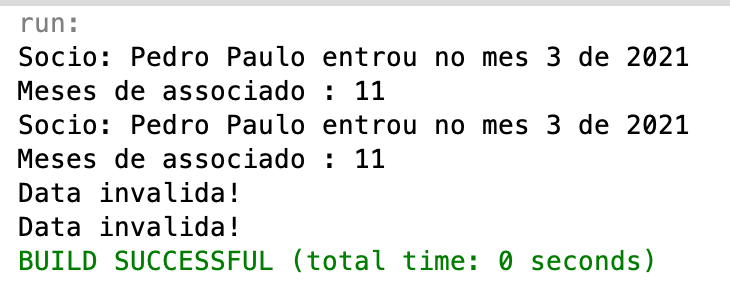 run:
Socio: Pedro Paulo entrou no mes 3 de 2021
Meses de associado : 11
Socio: Pedro Paulo entrou no mes 3 de 2021
Meses de associado : 11
Data invalida!
Data invalida!
BUILD SUCCESSFUL (total time: 0 seconds)